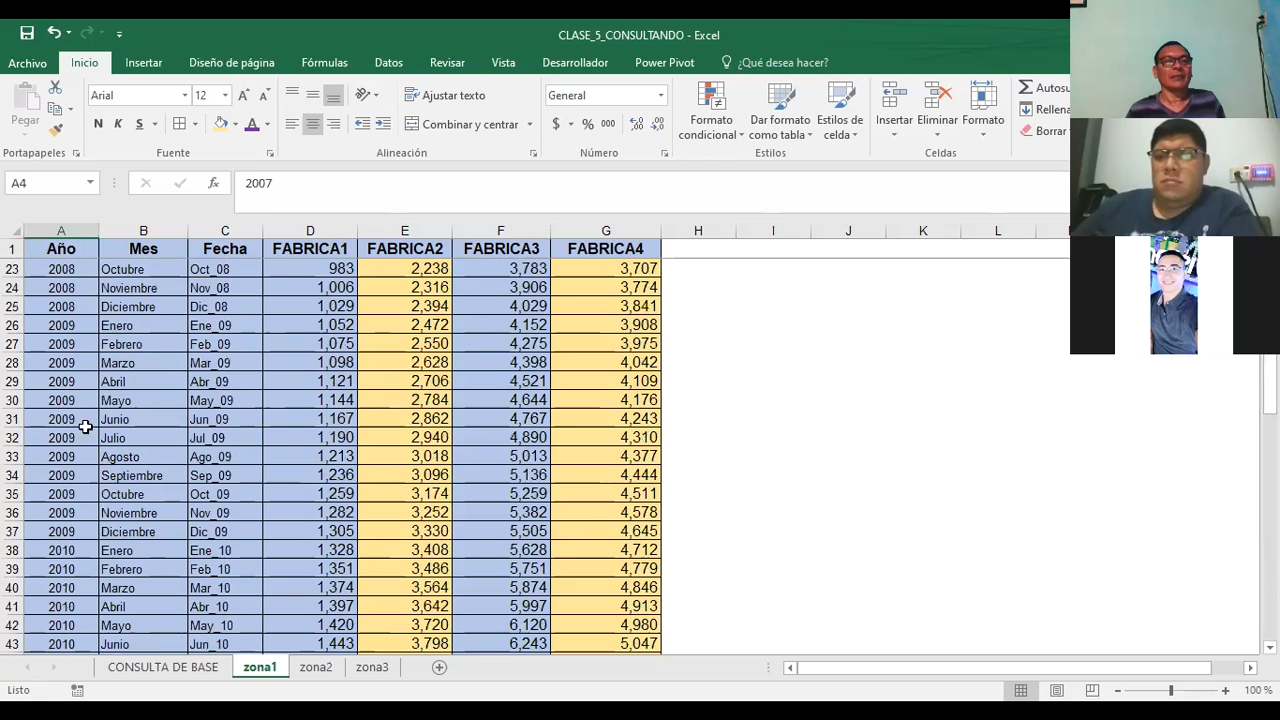 CLASE_5_CONSULTANDO - Excel
Archivo Inicio Insertar Diseño de página Fórmulas Datos Revisar Vista Desarrollador Power Pivot ¿Qué desea hacer?
Pegar
Arial 12
Ajustar texto
General
N K S
Combinar y centrar
$ % 000
Formato condicional
Dar formato como tabla
Estilos de celda
Insertar Eliminar Formato
Autosu
Rellena
Borrar
Portapapeles Fuente Alineación Número Estilos Celdas
A4 fx 2007
A B C D E F G H I J K L
1 Año Mes Fecha FABRICA1 FABRICA2 FABRICA3 FABRICA4
23 2008 Octubre Oct_08 983 2,238 3,783 3,707
24 2008 Noviembre Nov_08 1,006 2,316 3,906 3,774
25 2008 Diciembre Dic_08 1,029 2,394 4,029 3,841
26 2009 Enero Ene_09 1,052 2,472 4,152 3,908
27 2009 Febrero Feb_09 1,075 2,550 4,275 3,975
28 2009 Marzo Mar_09 1,098 2,628 4,398 4,042
29 2009 Abril Abr_09 1,121 2,706 4,521 4,109
30 2009 Mayo May_09 1,144 2,784 4,644 4,176
31 2009 Junio Jun_09 1,167 2,862 4,767 4,243
32 2009 Julio Jul_09 1,190 2,940 4,890 4,310
33 2009 Agosto Ago_09 1,213 3,018 5,013 4,377
34 2009 Septiembre Sep_09 1,236 3,096 5,136 4,444
35 2009 Octubre Oct_09 1,259 3,174 5,259 4,511
36 2009 Noviembre Nov_09 1,282 3,252 5,382 4,578
37 2009 Diciembre Dic_09 1,305 3,330 5,505 4,645
38 2010 Enero Ene_10 1,328 3,408 5,628 4,712
39 2010 Febrero Feb_10 1,351 3,486 5,751 4,779
40 2010 Marzo Mar_10 1,374 3,564 5,874 4,846
41 2010 Abril Abr_10 1,397 3,642 5,997 4,913
42 2010 Mayo May_10 1,420 3,720 6,120 4,980
43 2010 Junio Jun_10 1,443 3,798 6,243 5,047
CONSULTA DE BASE zona1 zona2 zona3
Listo 100 %